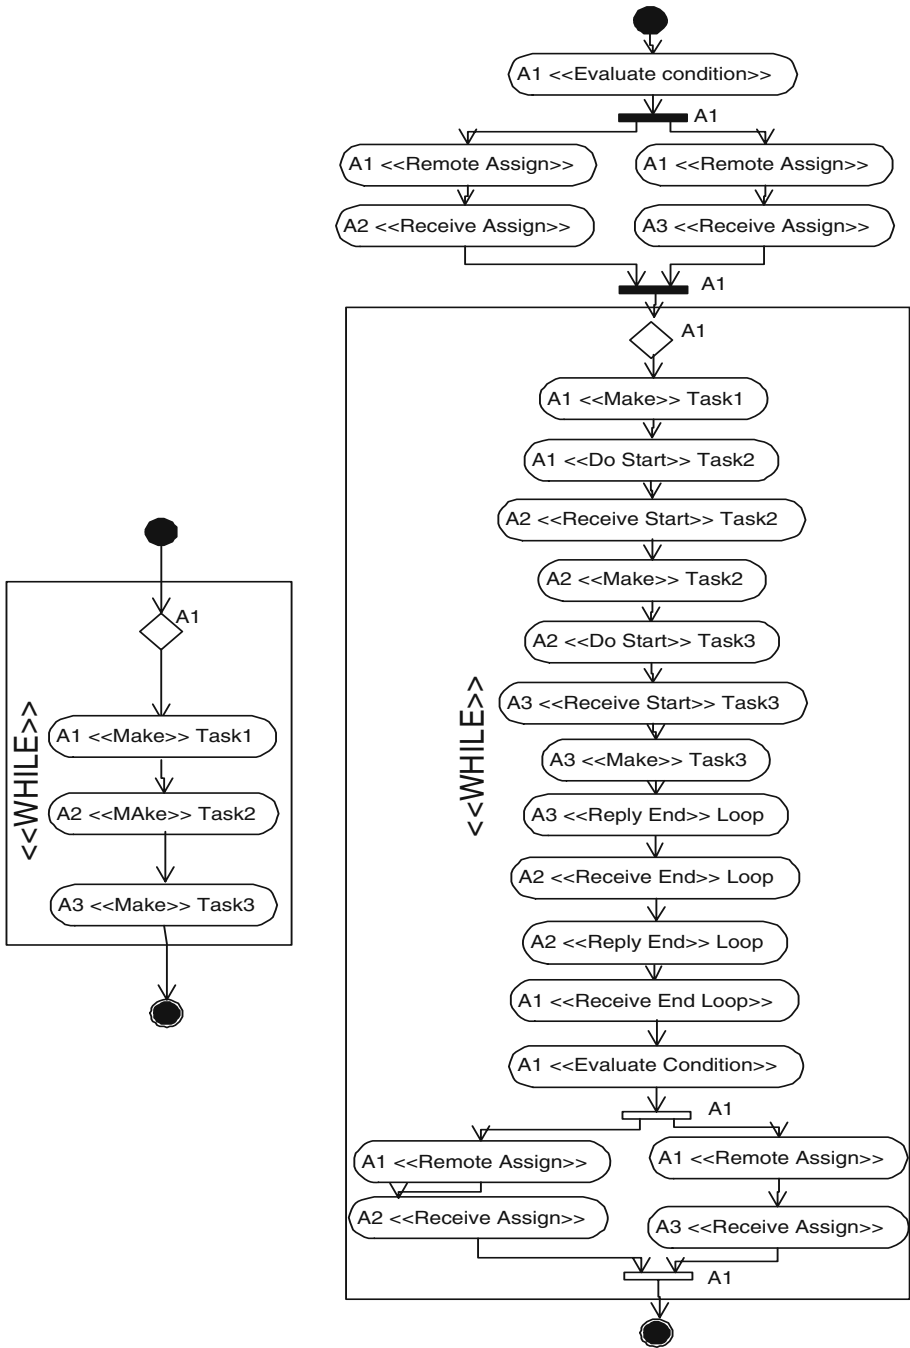 A1
<<WHILE>>
A1 <<Make>> Task1
A2 <<MAke>> Task2
A3 <<Make>> Task3
A1 <<Evaluate condition>>
A1
A1 <<Remote Assign>>
A1 <<Remote Assign>>
A2 <<Receive Assign>>
A3 <<Receive Assign>>
A1
A1
A1 <<Make>> Task1
A1 <<Do Start>> Task2
A2 <<Receive Start>> Task2
A2 <<Make>> Task2
A2 <<Do Start>> Task3
<<WHILE>>
A3 <<Receive Start>> Task3
A3 <<Make>> Task3
A3 <<Reply End>> Loop
A2 <<Receive End>> Loop
A2 <<Reply End>> Loop
A1 <<Receive End Loop>>
A1 <<Evaluate Condition>>
A1
A1 <<Remote Assign>>
A1 <<Remote Assign>>
A2 <<Receive Assign>>
A3 <<Receive Assign>>
A1